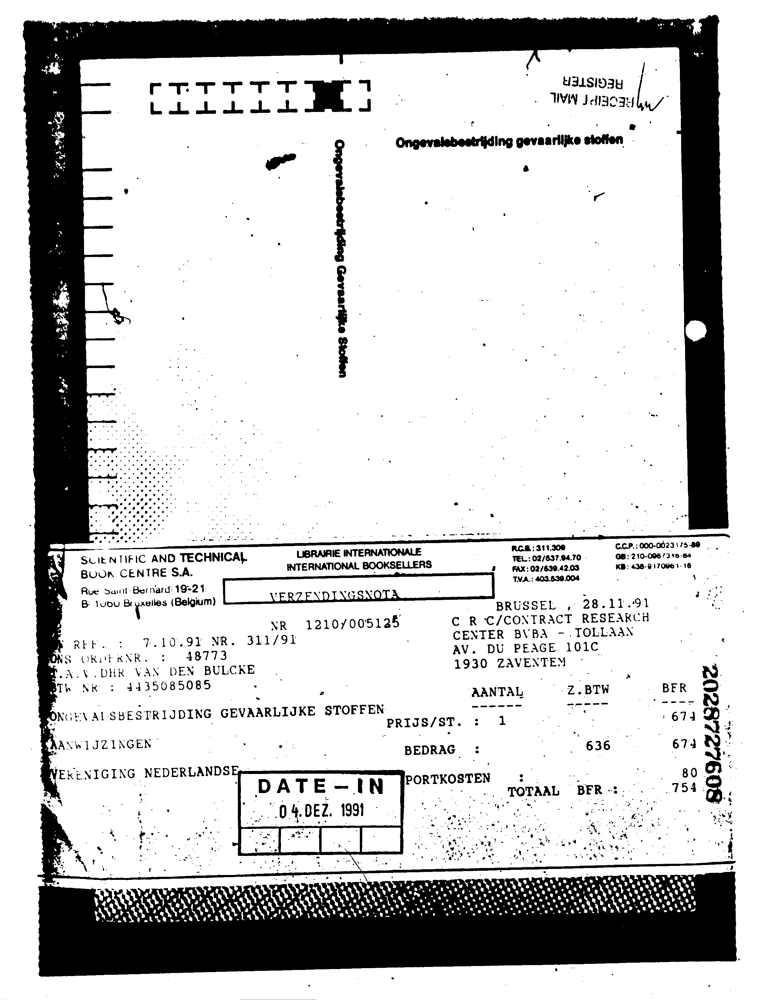 REGISTER
RECEIPT MAIL
Ongevalsbestrijding gevaarlijke stoffen
Ongevalsbestrijding Gevaarlijke Stoffen
SCIENTIFIC AND TECHNICAL
BOOK CENTRE S.A.
Rue Saint-Bernard 19-21
B-1060 Bruxelles (Belgium)
LIBRAIRIE INTERNATIONALE
INTERNATIONAL BOOKSELLERS
R.C.B.: 311.309
TEL.: 02/537.94.70
FAX: 02/539.42.03
T.V.A.: 403.539.004
C.C.P.: 000-0023175-89
GB: 210-0967316-64
KB: 438-9170961-16
VERZENDINGSNOTA
BRUSSEL , 28.11.91
NR 1210/005125
C R C/CONTRACT RESEARCH
CENTER BVBA - TOLLAAN
AV. DU PEAGE 101C
1930 ZAVENTEM
REF. : 7.10.91 NR. 311/91
ONS ORDERNR. : 48773
T.A.V.DHR VAN DEN BULCKE
BTW NR : 4435085085
AANTAL Z.BTW BFR
ONGEVALSBESTRIJDING GEVAARLIJKE STOFFEN
PRIJS/ST. : 1 674
AANWIJZINGEN
BEDRAG : 636 674
VERENIGING NEDERLANDSE
PORTKOSTEN : 80
TOTAAL BFR : 754
DATE-IN
04. DEZ. 1991
2028727608